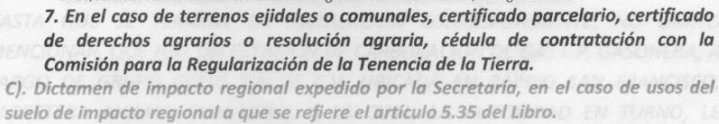 7. En el caso de terrenos ejidales o comunales, certificado parcelario, certificado
de derechos agrarios o resolución agraria, cédula de contratación con la
Comisión para la Regularización de la Tenencia de la Tierra.
C). Dictamen de impacto regional expedido por la Secretaría, en el caso de usos del
suelo de impacto regional a que se refiere el artículo 5.35 del Libro.